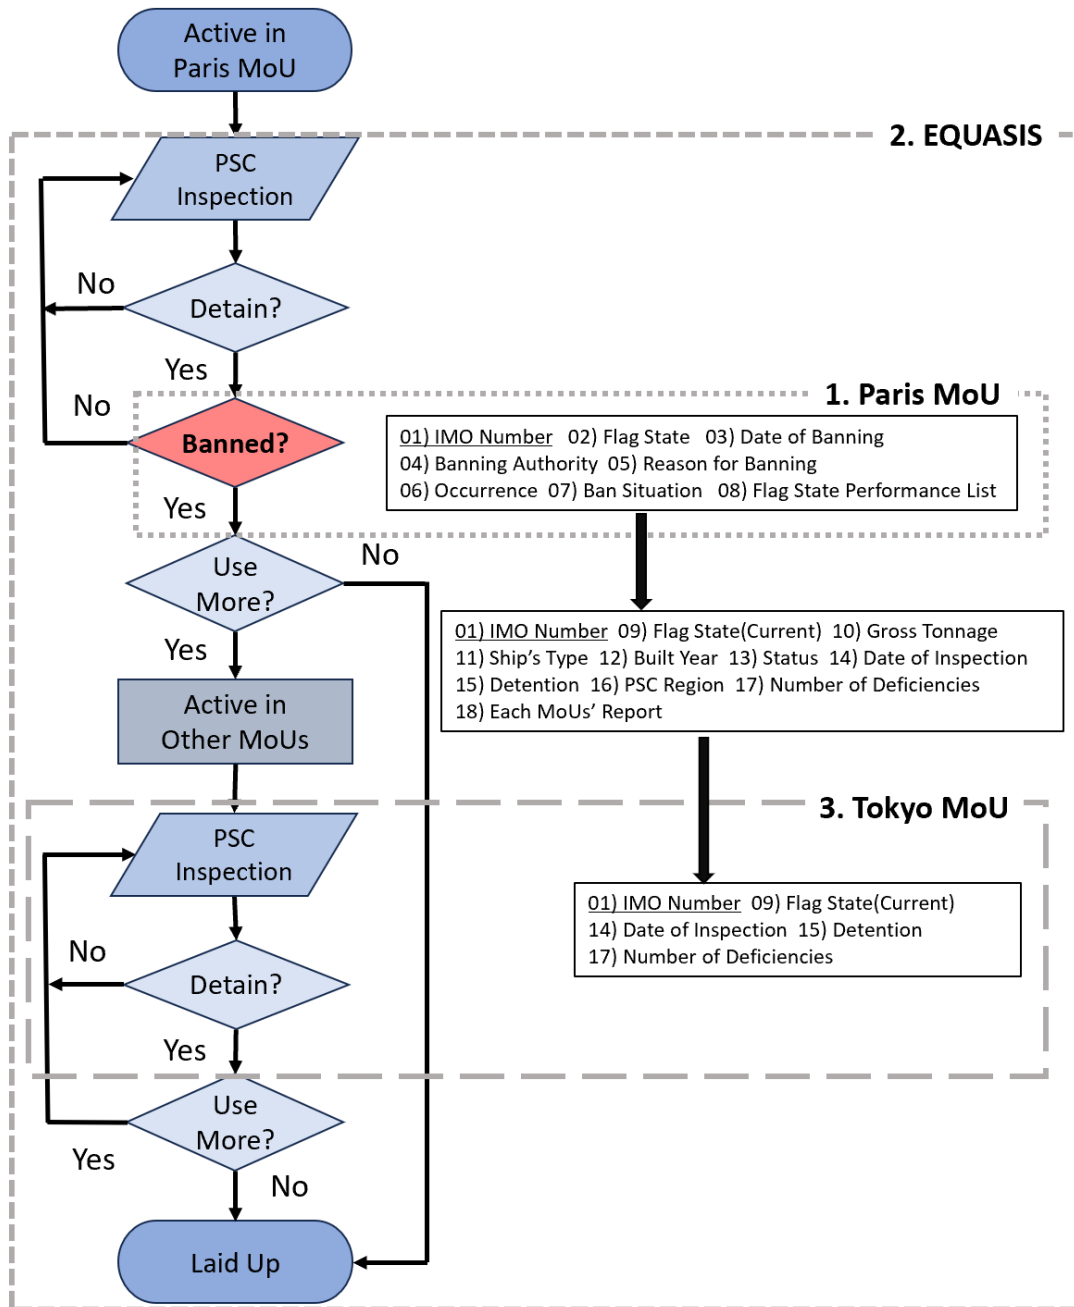 Active in
Paris MoU
2. EQUASIS
PSC
Inspection
No
Detain?
Yes
1. Paris MoU
No
Banned?
01) IMO Number 02) Flag State 03) Date of Banning
04) Banning Authority 05) Reason for Banning
06) Occurrence 07) Ban Situation 08) Flag State Performance List
Yes
No
Use
More?
01) IMO Number 09) Flag State(Current) 10) Gross Tonnage
11) Ship's Type 12) Built Year 13) Status 14) Date of Inspection
15) Detention 16) PSC Region 17) Number of Deficiencies
18) Each MoUs' Report
Yes
Active in
Other MoUs
3. Tokyo MoU
PSC
Inspection
01) IMO Number 09) Flag State(Current)
14) Date of Inspection 15) Detention
17) Number of Deficiencies
No
Detain?
Yes
Use
More?
Yes
No
Laid Up